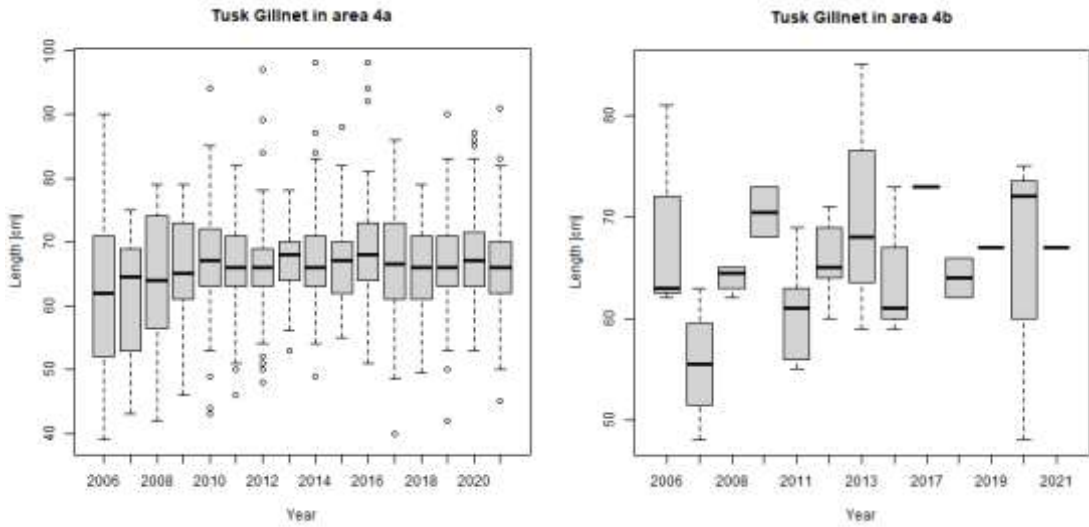 Tusk Gillnet in area 4a
100
90
80
70
60
50
40
Length [cm]
2006 2008 2010 2012 2014 2016 2018 2020
Year
Tusk Gillnet in area 4b
80
70
60
50
Length [cm]
2006 2008 2011 2013 2017 2019 2021
Year